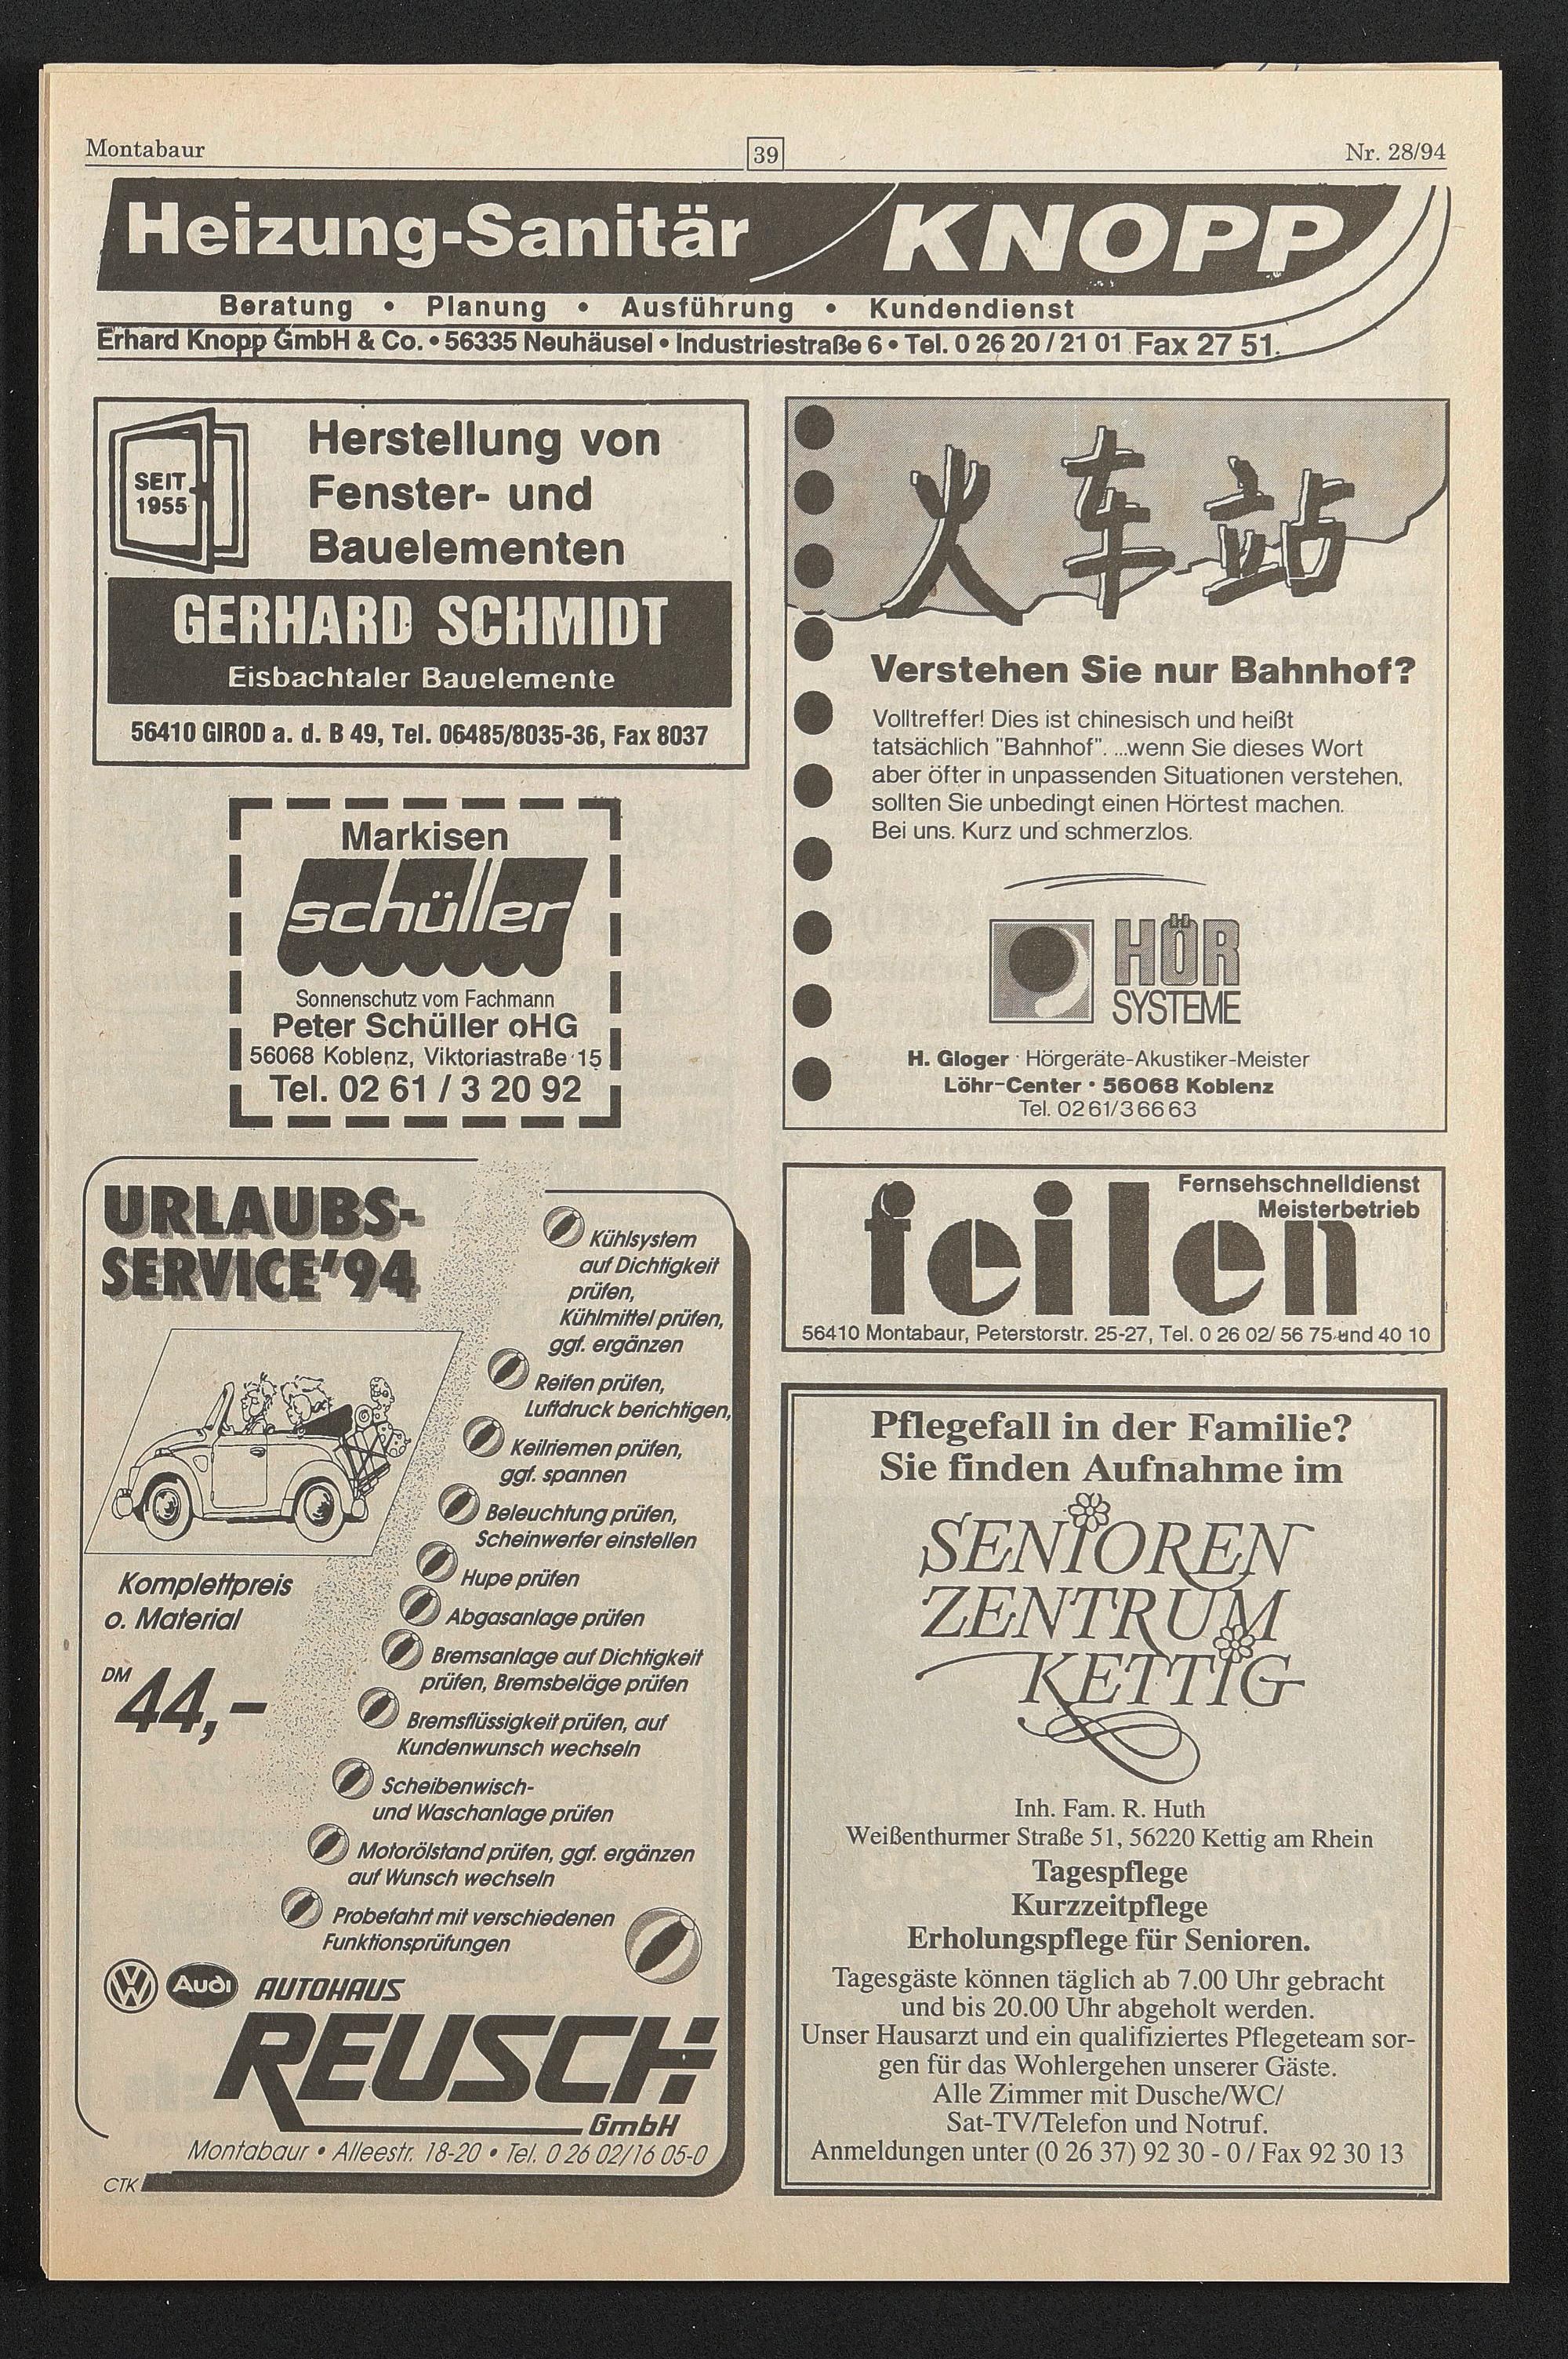 Montabaur
39
Nr. 28/94
Heizung-Sanitär KNOPP
Beratung • Planung • Ausführung • Kundendienst
Erhard Knopp GmbH & Co. • 56335 Neuhäusel • Industriestraße 6 • Tel. 0 26 20 / 21 01 Fax 27 51.
SEIT
1955
Herstellung von
Fenster- und
Bauelementen
GERHARD SCHMIDT
Eisbachtaler Bauelemente
56410 GIROD a. d. B 49, Tel. 06485/8035-36, Fax 8037
Markisen
schüller
Sonnenschutz vom Fachmann
Peter Schüller oHG
56068 Koblenz, Viktoriastraße 15
Tel. 02 61 / 3 20 92
URLAUBS-
SERVICE'94
Komplettpreis
o. Material
DM 44,-
Kühlsystem
auf Dichtigkeit
prüfen,
Kühlmittel prüfen,
ggf. ergänzen
Reifen prüfen,
Luftdruck berichtigen,
Keilriemen prüfen,
ggf. spannen
Beleuchtung prüfen,
Scheinwerfer einstellen
Hupe prüfen
Abgasanlage prüfen
Bremsanlage auf Dichtigkeit
prüfen, Bremsbeläge prüfen
Bremsflüssigkeit prüfen, auf
Kundenwunsch wechseln
Scheibenwisch-
und Waschanlage prüfen
Motorölstand prüfen, ggf. ergänzen
auf Wunsch wechseln
Probefahrt mit verschiedenen
Funktionsprüfungen
VW Audi AUTOHAUS
REUSCH
GmbH
Montabaur • Alleestr. 18-20 • Tel. 0 26 02/16 05-0
CTK
火车站
Verstehen Sie nur Bahnhof?
Volltreffer! Dies ist chinesisch und heißt
tatsächlich "Bahnhof". ...wenn Sie dieses Wort
aber öfter in unpassenden Situationen verstehen,
sollten Sie unbedingt einen Hörtest machen.
Bei uns. Kurz und schmerzlos.
HÖR
SYSTEME
H. Gloger · Hörgeräte-Akustiker-Meister
Löhr-Center • 56068 Koblenz
Tel. 0261/36663
Fernsehschnelldienst
Meisterbetrieb
feilen
56410 Montabaur, Peterstorstr. 25-27, Tel. 0 26 02/ 56 75 und 40 10
Pflegefall in der Familie?
Sie finden Aufnahme im
SENIOREN
ZENTRUM
KETTIG
Inh. Fam. R. Huth
Weißenthurmer Straße 51, 56220 Kettig am Rhein
Tagespflege
Kurzzeitpflege
Erholungspflege für Senioren.
Tagesgäste können täglich ab 7.00 Uhr gebracht
und bis 20.00 Uhr abgeholt werden.
Unser Hausarzt und ein qualifiziertes Pflegeteam sor-
gen für das Wohlergehen unserer Gäste.
Alle Zimmer mit Dusche/WC/
Sat-TV/Telefon und Notruf.
Anmeldungen unter (0 26 37) 92 30 - 0 / Fax 92 30 13